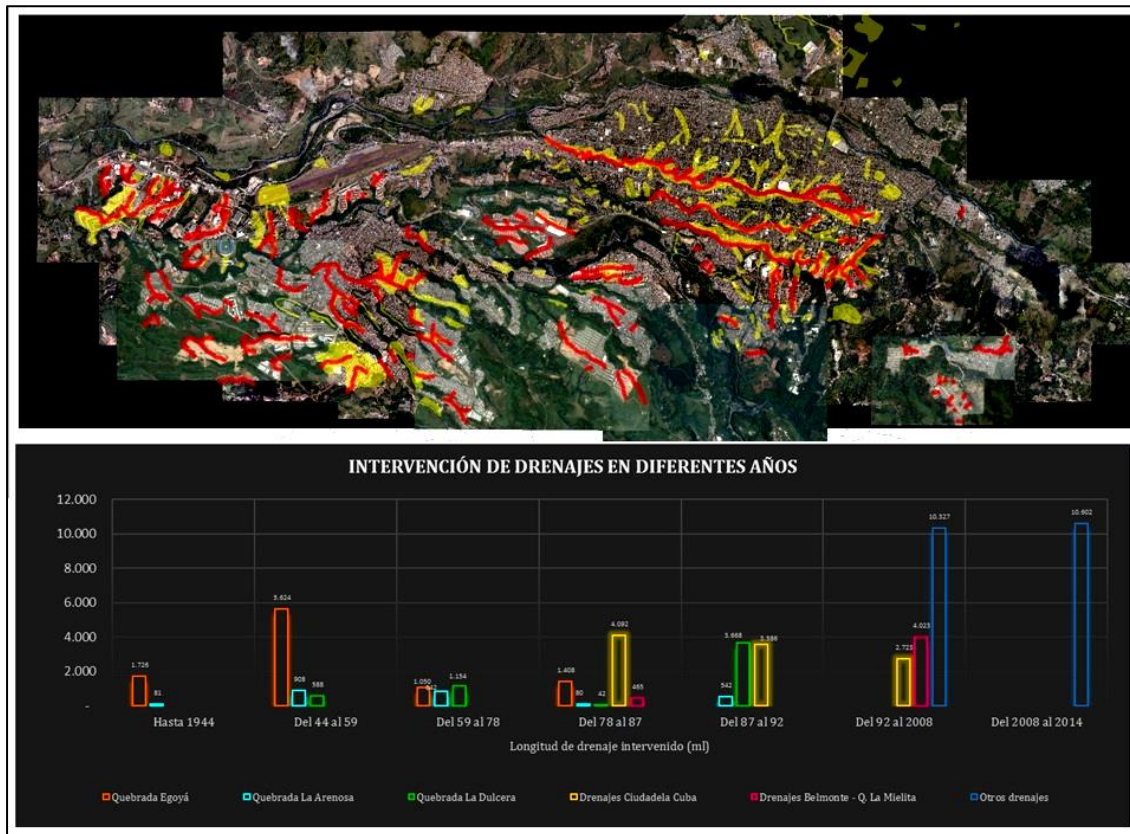 INTERVENCIÓN DE DRENAJES EN DIFERENTES AÑOS
12.000
10.000
8.000
6.000
4.000
2.000
-
1.726
81
5.624
908
588
1.050
1.154
1.408
80
42
4.092
465
542
3.668
3.586
2.723
4.023
10.327
10.602
Hasta 1944
Del 44 al 59
Del 59 al 78
Del 78 al 87
Del 87 al 92
Del 92 al 2008
Del 2008 al 2014
Longitud de drenaje intervenido (ml)
Quebrada Egoyá
Quebrada La Arenosa
Quebrada La Dulcera
Drenajes Ciudadela Cuba
Drenajes Belmonte - Q. La Mielita
Otros drenajes